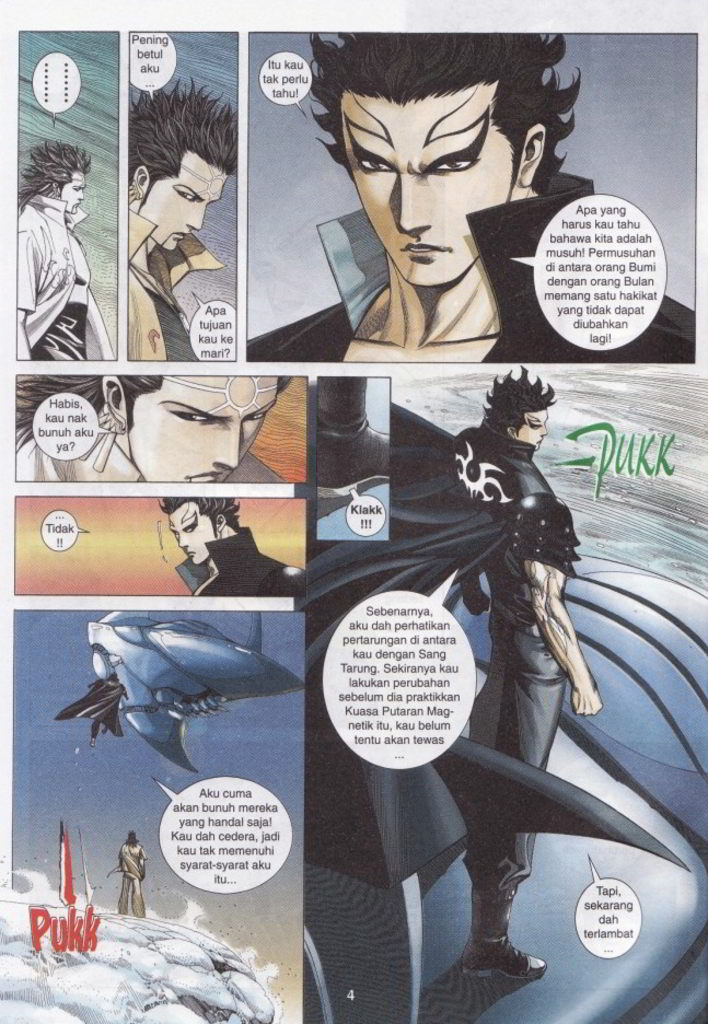 ......
Pening
betul
aku
...
Apa
tujuan
kau ke
mari?
Itu kau
tak perlu
tahu!
Apa yang
harus kau tahu
bahawa kita adalah
musuh! Permusuhan
di antara orang Bumi
dengan orang Bulan
memang satu hakikat
yang tidak dapat
diubahkan
lagi!
Habis,
kau nak
bunuh aku
ya?
...
Tidak
!!
Klakk
!!!
PUKK
Sebenarnya,
aku dah perhatikan
pertarungan di antara
kau dengan Sang
Tarung. Sekiranya kau
lakukan perubahan
sebelum dia praktikkan
Kuasa Putaran Mag-
netik itu, kau belum
tentu akan tewas
...
Aku cuma
akan bunuh mereka
yang handal saja!
Kau dah cedera, jadi
kau tak memenuhi
syarat-syarat aku
itu...
PUKK
Tapi,
sekarang
dah
terlambat
...
4